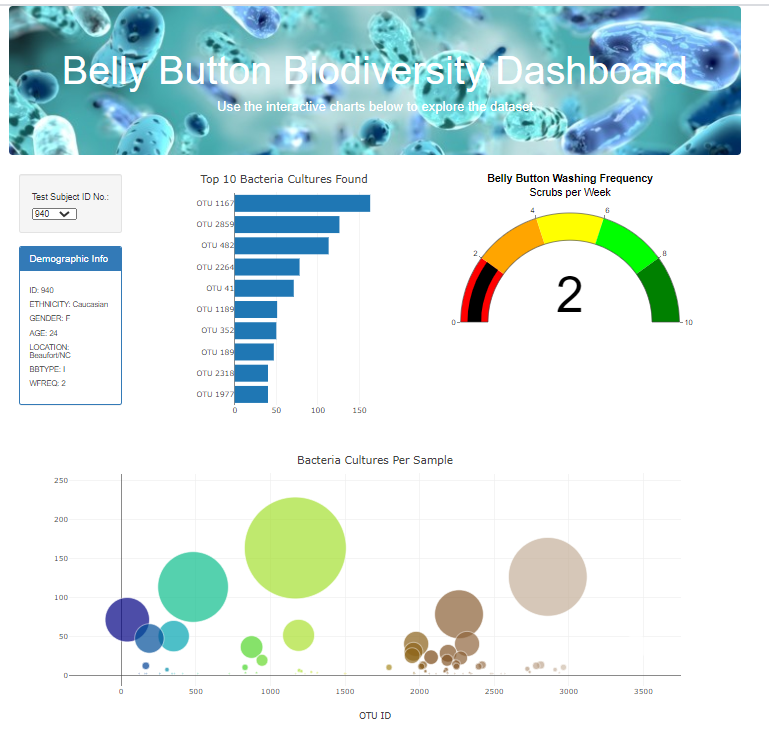 Belly Button Biodiversity Dashboard
Use the interactive charts below to explore the dataset
Test Subject ID No.:
940
Demographic Info
ID: 940
ETHNICITY: Caucasian
GENDER: F
AGE: 24
LOCATION:
Beaufort/NC
BBTYPE: I
WFREQ: 2
Top 10 Bacteria Cultures Found
OTU 1167
OTU 2859
OTU 482
OTU 2264
OTU 41
OTU 1189
OTU 352
OTU 189
OTU 2318
OTU 1977
0 50 100 150
Belly Button Washing Frequency
Scrubs per Week
0 2 4 6 8 10
2
Bacteria Cultures Per Sample
250
200
150
100
50
0
0 500 1000 1500 2000 2500 3000 3500
OTU ID